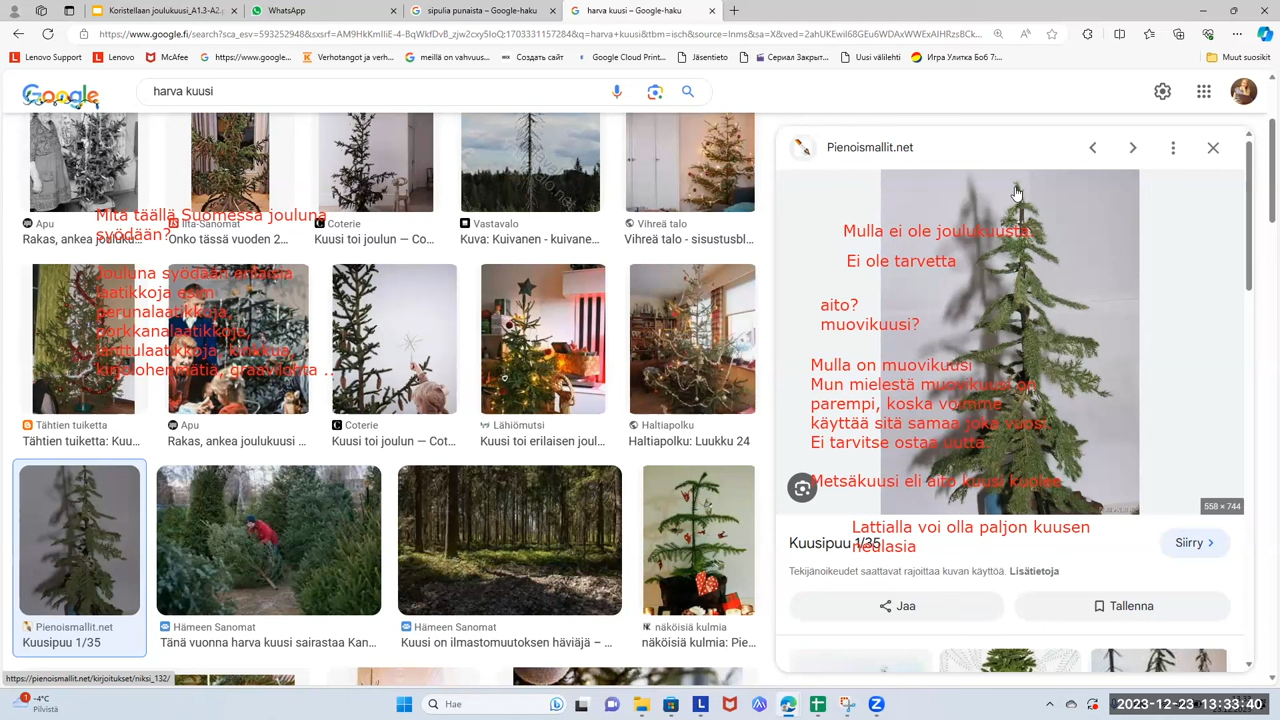 Koristellaan joulukuusi_A1.3-A2.p
WhatsApp
sipulia punaista – Google-haku
harva kuusi – Google-haku
https://www.google.fi/search?sca_esv=593252948&sxsrf=AM9HkKmIliE-4-BqWkfDvB_zjw2cxy5IoQ:1703331157284&q=harva+kuusi&tbm=isch&source=lnms&sa=X&ved=2ahUKEwil68GEu6WDAxWWExAIHRzsBCk...
Lenovo Support
Lenovo
McAfee
https://www.google...
Verhotangot ja verh...
meillä on vahvuus...
Создать сайт
Google Cloud Print
Jäsentieto
Сериал Закрыт...
Uusi välilehti
Игра Улитка Боб 7:...
Muut suosikit
Google
harva kuusi
Apu
Rakas, ankea jouluku...
Ilta-Sanomat
Onko tässä vuoden 2...
Coterie
Kuusi toi joulun — Co...
Vastavalo
Kuva: Kuivanen - kuivane...
Vihreä talo
Vihreä talo - sisustusbl...
Mitä täällä Suomessa jouluna
syödään?
Jouluna syödään erilaisia
laatikkoja esim
perunalaatikkoja,
porkkanalaatikkoja,
lanttulaatikkoja, kinkkua,
kirjolohenmätiä, graavilohta ...
Tähtien tuiketta
Tähtien tuiketta: Kuu...
Apu
Rakas, ankea joulukuusi ...
Coterie
Kuusi toi joulun — Cot...
Lähiömutsi
Kuusi toi erilaisen joul...
Haltiapolku
Haltiapolku: Luukku 24
Pienoismallit.net
Kuusipuu 1/35
Hämeen Sanomat
Tänä vuonna harva kuusi sairastaa Kan...
Hämeen Sanomat
Kuusi on ilmastomuutoksen häviäjä – ...
näköisiä kulmia
näköisiä kulmia: Pie...
Pienoismallit.net
Mulla ei ole joulukuusta
Ei ole tarvetta
aito?
muovikuusi?
Mulla on muovikuusi
Mun mielestä muovikuusi on
parempi, koska voimme
käyttää sitä samaa joka vuosi
Ei tarvitse ostaa uutta
Metsäkuusi eli aito kuusi kuolee
558 × 744
Lattialla voi olla paljon kuusen
neulasia
Kuusipuu 1/35
Siirry
Tekijänoikeudet saattavat rajoittaa kuvan käyttöä. Lisätietoja
Jaa
Tallenna
https://pienoismallit.net/kirjoitukset/niksi_132/
1
-4°C
Pilvistä
Hae
2023-12-23 13:33:40